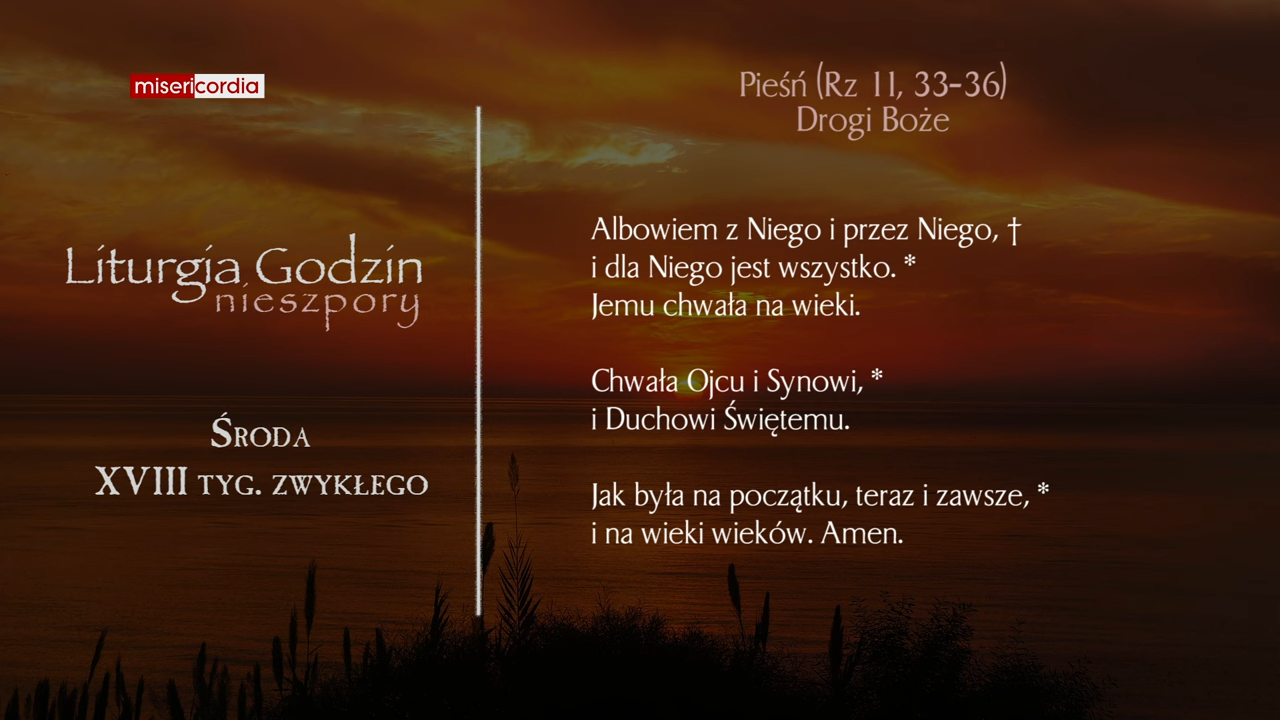 misericordia
Liturgia Godzin
nieszpory
Środa
XVIII tyg. zwykłego
Pieśń (Rz 11, 33-36)
Drogi Boże
Albowiem z Niego i przez Niego, †
i dla Niego jest wszystko. *
Jemu chwała na wieki.
Chwała Ojcu i Synowi, *
i Duchowi Świętemu.
Jak była na początku, teraz i zawsze, *
i na wieki wieków. Amen.